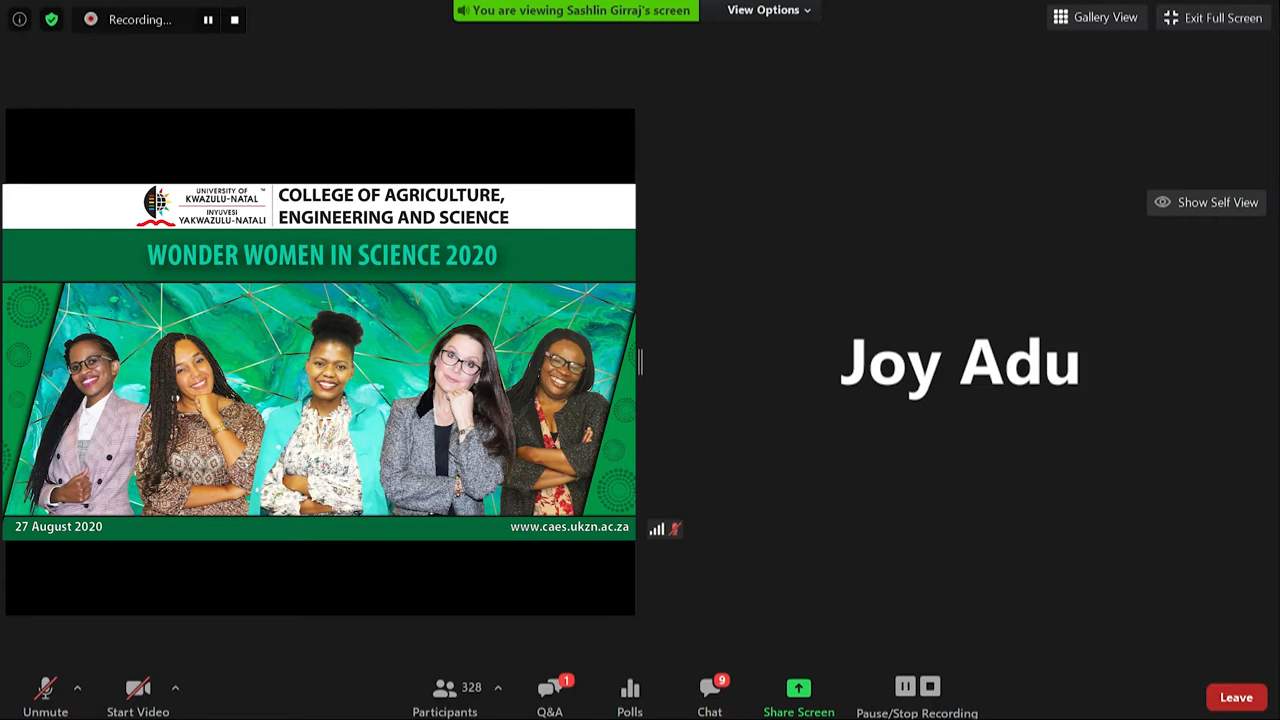 Recording...
You are viewing Sashlin Girraj's screen
View Options
Gallery View
Exit Full Screen
UNIVERSITY OF
KWAZULU-NATAL™
INYUVESI
YAKWAZULU-NATALI
COLLEGE OF AGRICULTURE,
ENGINEERING AND SCIENCE
WONDER WOMEN IN SCIENCE 2020
27 August 2020
www.caes.ukzn.ac.za
Show Self View
Joy Adu
Unmute
Start Video
328
Participants
1
Q&A
Polls
9
Chat
Share Screen
Pause/Stop Recording
Leave